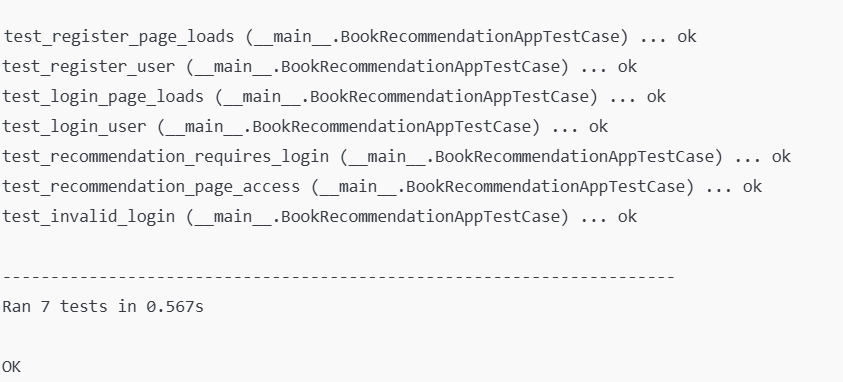 test_register_page_loads (__main__.BookRecommendationAppTestCase) ... ok
test_register_user (__main__.BookRecommendationAppTestCase) ... ok
test_login_page_loads (__main__.BookRecommendationAppTestCase) ... ok
test_login_user (__main__.BookRecommendationAppTestCase) ... ok
test_recommendation_requires_login (__main__.BookRecommendationAppTestCase) ... ok
test_recommendation_page_access (__main__.BookRecommendationAppTestCase) ... ok
test_invalid_login (__main__.BookRecommendationAppTestCase) ... ok
----------------------------------------------------------------------
Ran 7 tests in 0.567s
OK